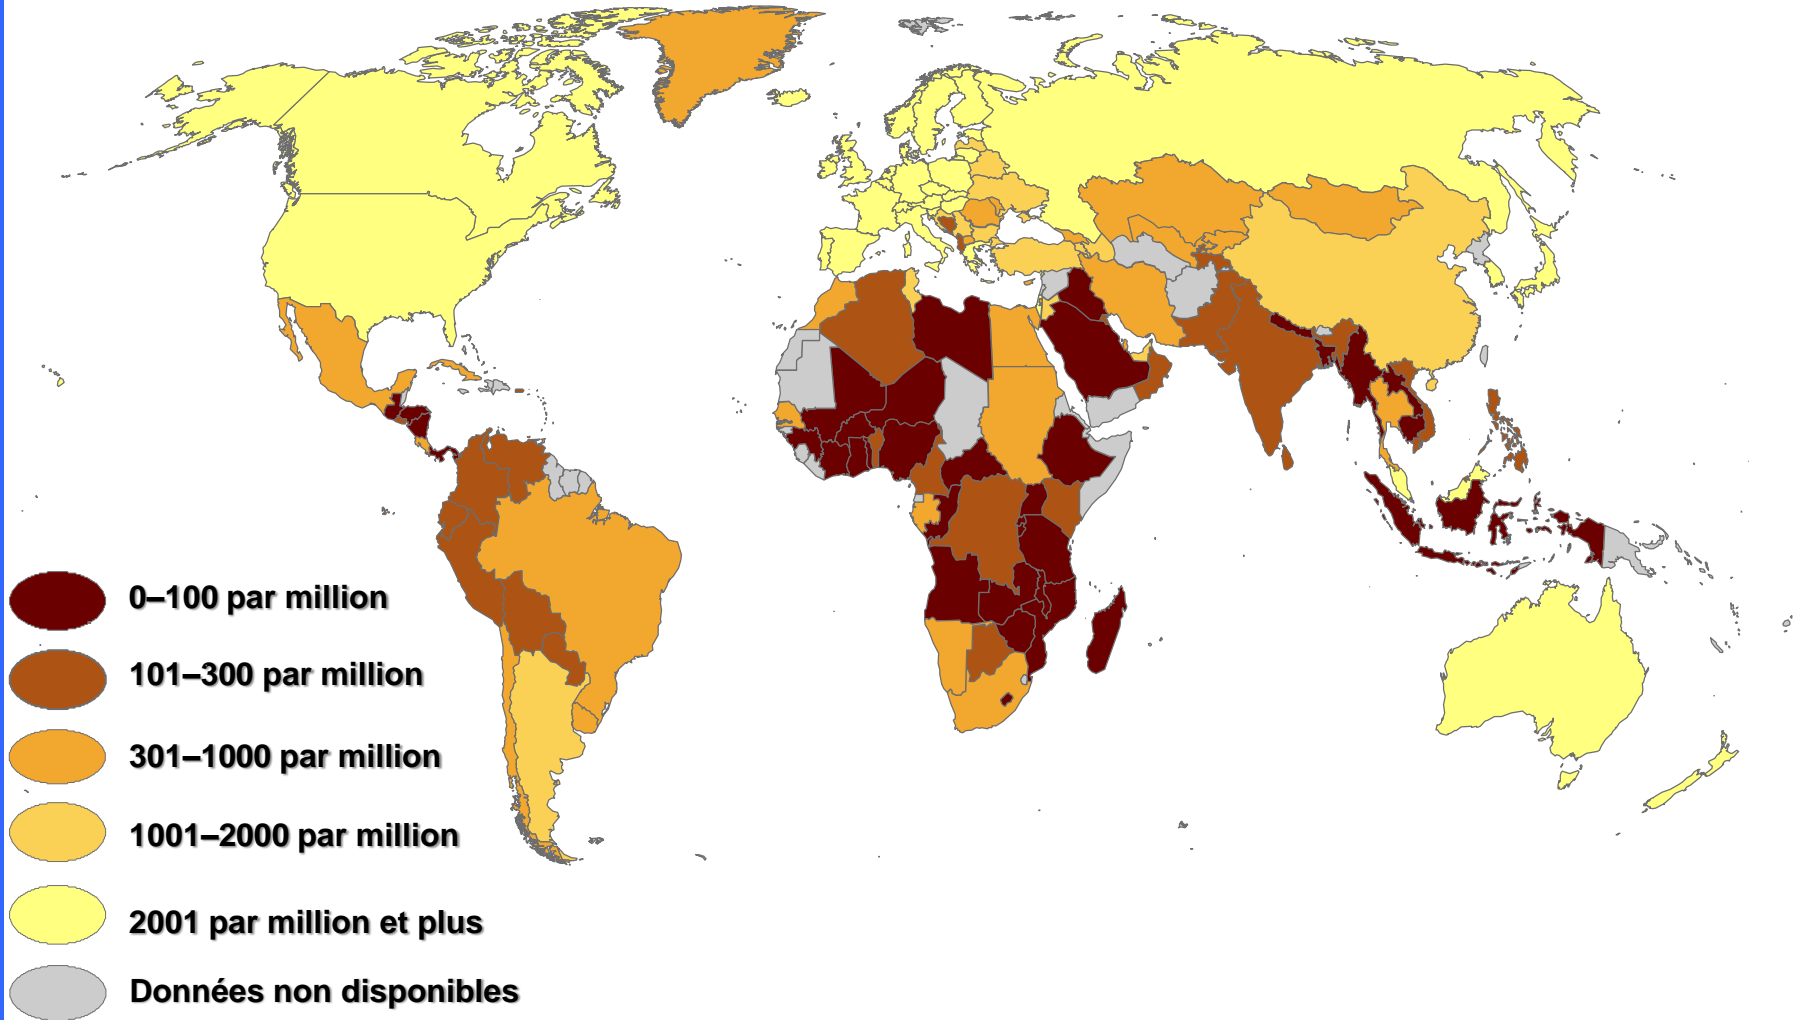 0–100 par million
101–300 par million
301–1000 par million
1001–2000 par million
2001 par million et plus
Données non disponibles